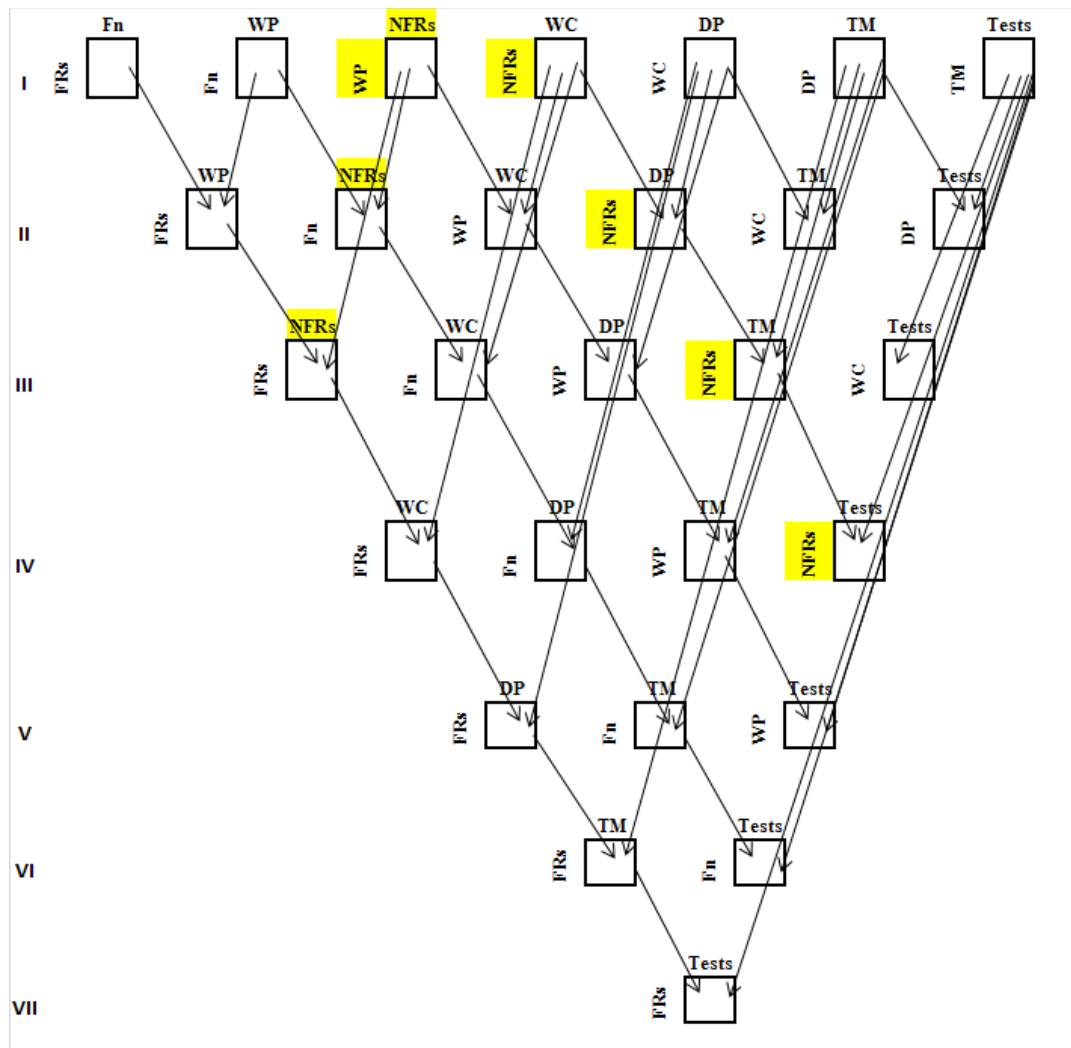 Fn WP NFRs WC DP TM Tests
I FRs Fn WP NFRs WC DP TM
WP NFRs WC DP TM Tests
II FRs Fn WP NFRs WC DP
NFRs WC DP TM Tests
III FRs Fn WP NFRs WC
WC DP TM Tests
IV FRs Fn WP NFRs
DP TM Tests
V FRs Fn WP
TM Tests
VI FRs Fn
Tests
VII FRs